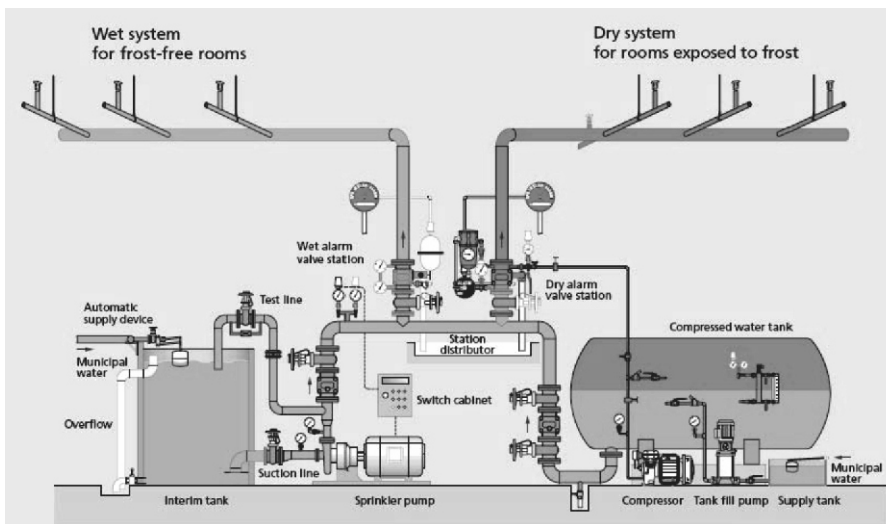 Wet system
for frost-free rooms
Dry system
for rooms exposed to frost
Wet alarm
valve station
Dry alarm
valve station
Test line
Automatic
supply device
Compressed water tank
Station
distributor
Municipal
water
Switch cabinet
Overflow
Suction line
Municipal
water
Interim tank
Sprinkler pump
Compressor
Tank fill pump
Supply tank